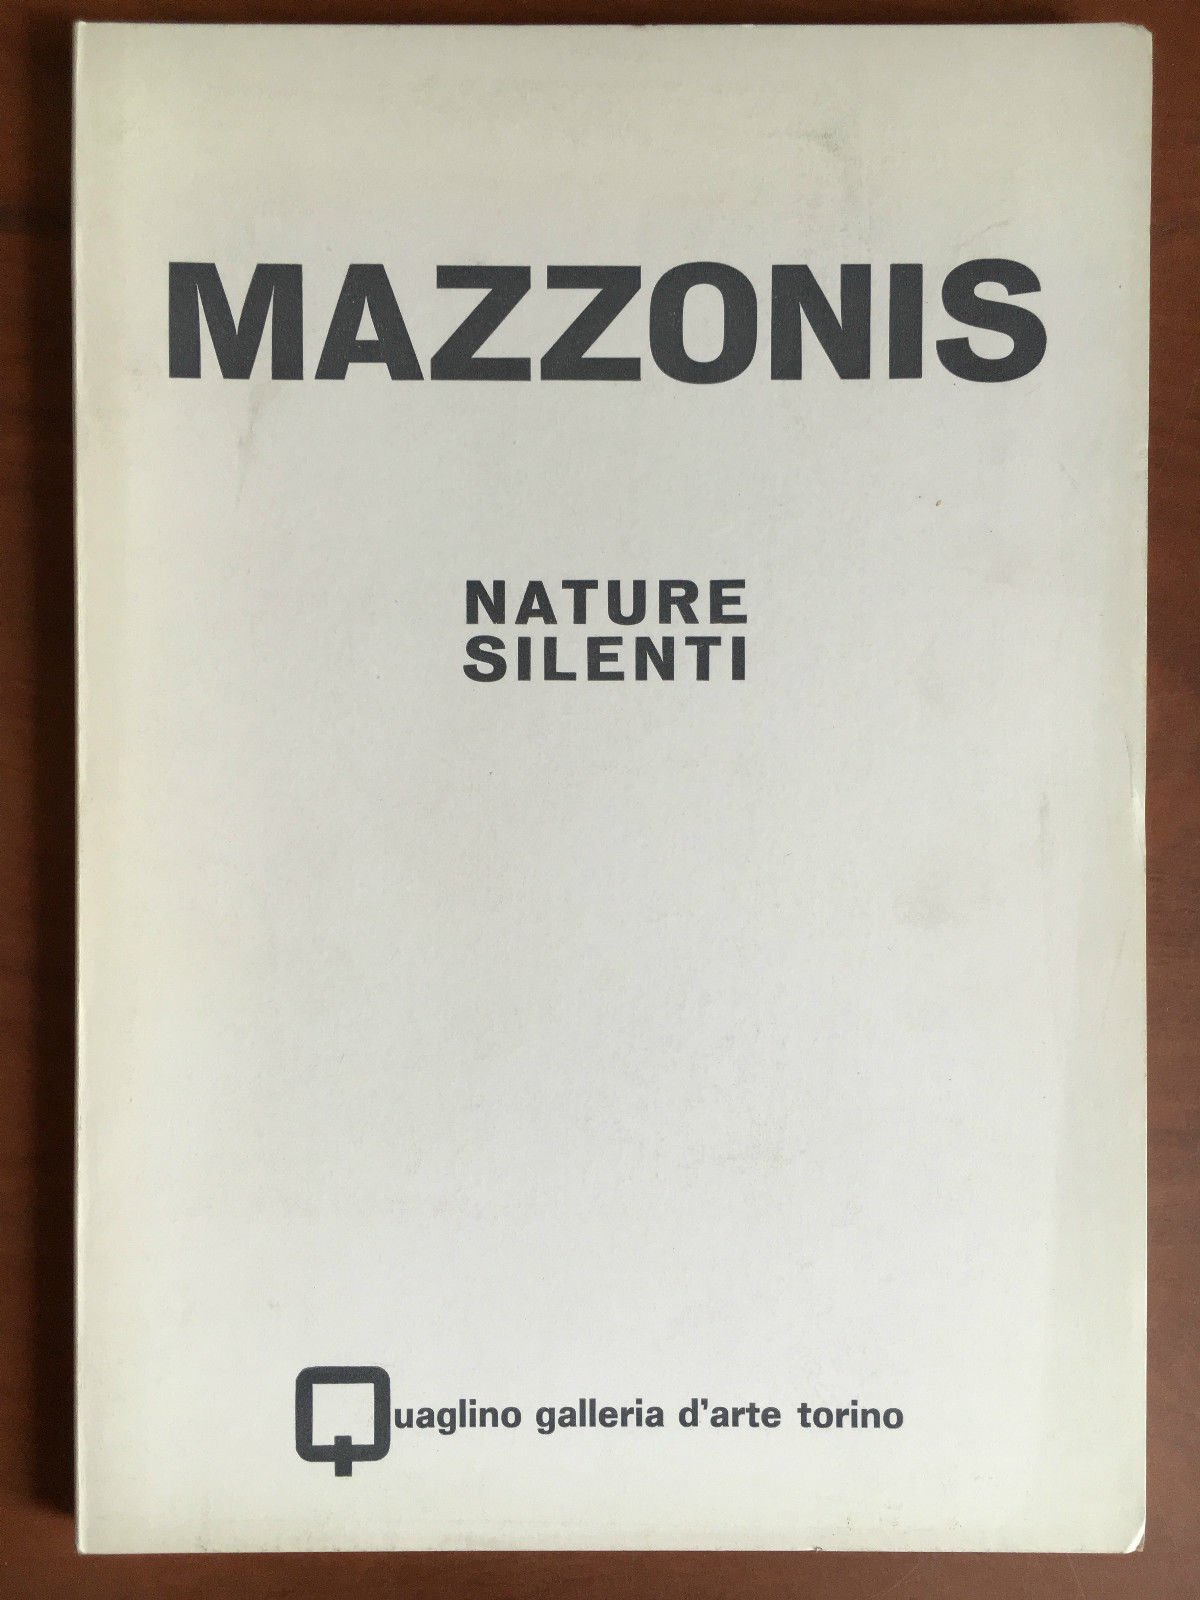 MAZZONIS
NATURE
SILENTI
Quaglino galleria d'arte torino